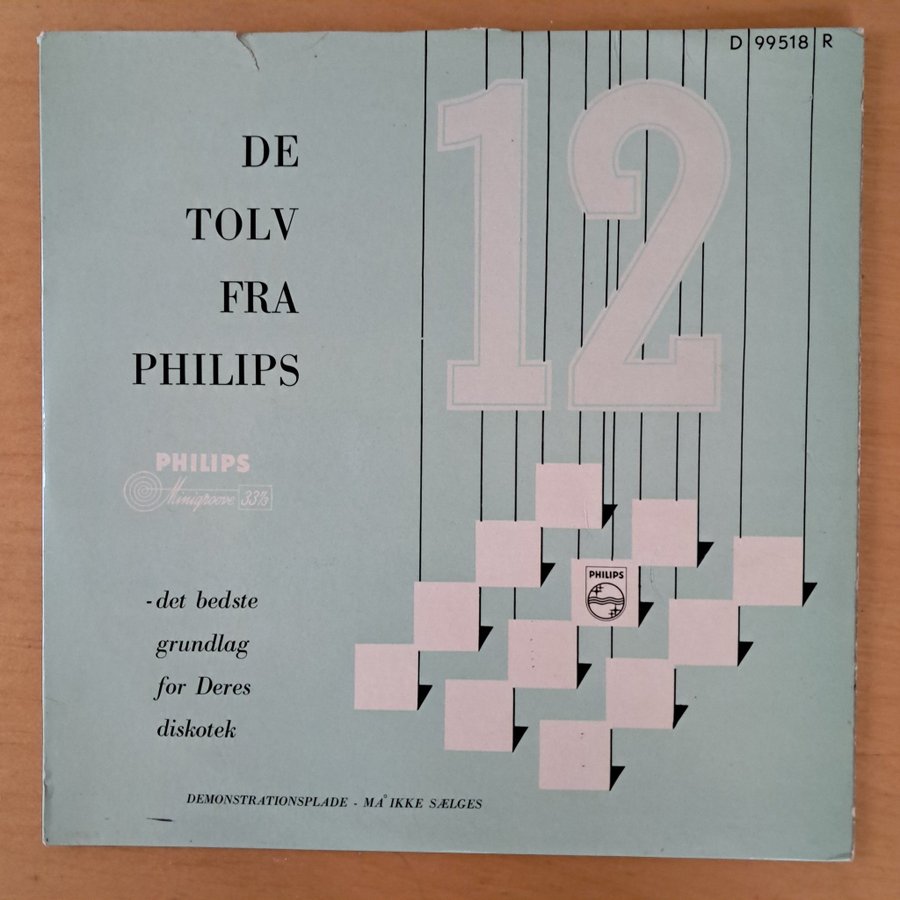 D 99518 R
12
DE
TOLV
FRA
PHILIPS
PHILIPS
Minigroove 33⅓
- det bedste
grundlag
for Deres
diskotek
PHILIPS
DEMONSTRATIONSPLADE - MÅ IKKE SÆLGES